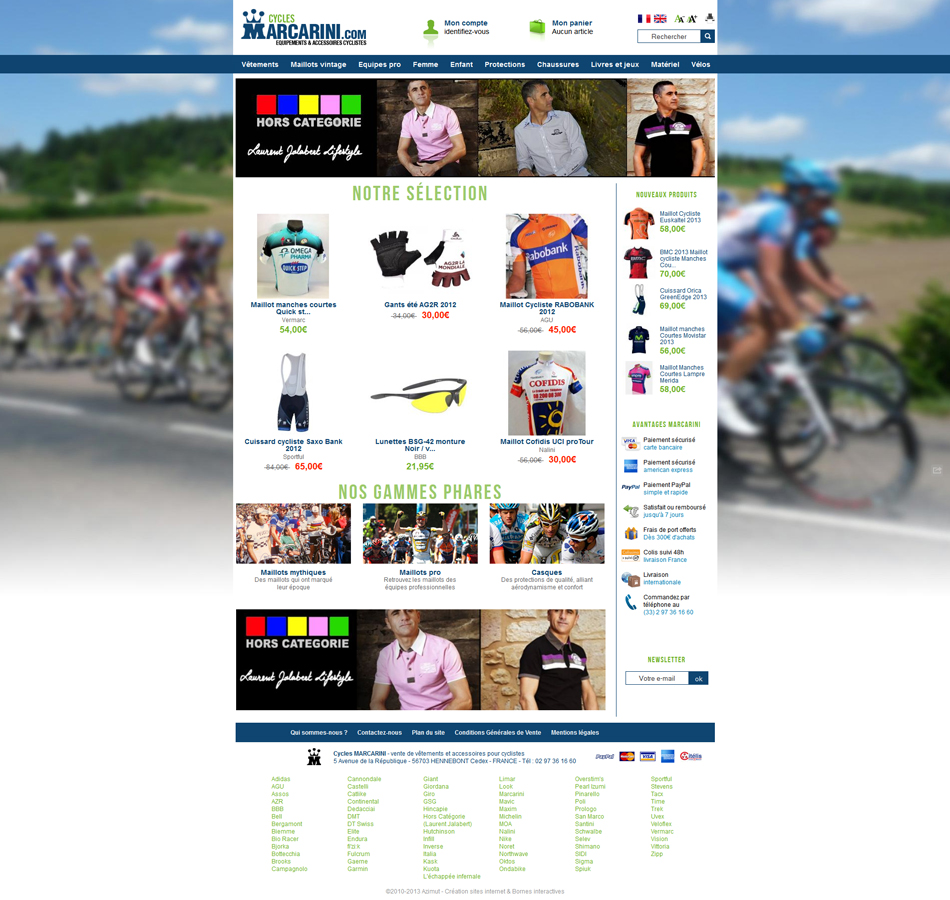 CYCLES
MARCARINI.COM
EQUIPEMENTS & ACCESSOIRES CYCLISTES
Mon compte
identifiez-vous
Mon panier
Aucun article
Rechercher
Vêtements Maillots vintage Equipes pro Femme Enfant Protections Chaussures Livres et jeux Matériel Vélos
HORS CATEGORIE
Laurent Jalabert Lifestyle
NOTRE SÉLECTION
OMEGA
PHARMA
QUICK STEP
AG2R LA
MONDIALE
Rabobank
Maillot manches courtes
Quick st...
Vermarc
54,00€
Gants été AG2R 2012
34,00€ 30,00€
Maillot Cycliste RABOBANK
2012
AGU
56,00€ 45,00€
COFIDIS
Cuissard cycliste Saxo Bank
2012
Sportful
84,00€ 65,00€
Lunettes BSG-42 monture
Noir / v...
BBB
21,95€
Maillot Cofidis UCI proTour
Nalini
56,00€ 30,00€
NOS GAMMES PHARES
Maillots mythiques
Des maillots qui ont marqué
leur époque
Maillots pro
Retrouvez les maillots des
équipes professionnelles
Casques
Des protections de qualité, alliant
aérodynamisme et confort
HORS CATEGORIE
Laurent Jalabert Lifestyle
NOUVEAUX PRODUITS
Maillot Cycliste
Euskaltel 2013
58,00€
BMC 2013 Maillot
cycliste Manches
Cou...
70,00€
Cuissard Orica
GreenEdge 2013
69,00€
Maillot manches
Courtes Movistar
2013
56,00€
Maillot Manches
Courtes Lampre
Merida
58,00€
AVANTAGES MARCARINI
VISA
Paiement sécurisé
carte bancaire
Paiement sécurisé
american express
PayPal
Paiement PayPal
simple et rapide
Satisfait ou remboursé
jusqu'à 7 jours
Frais de port offerts
Dès 300€ d'achats
Colis suivi 48h
livraison France
Livraison
internationale
Commandez par
téléphone au
(33) 2 97 36 16 60
NEWSLETTER
Votre e-mail ok
Qui sommes-nous ? Contactez-nous Plan du site Conditions Générales de Vente Mentions légales
Cycles MARCARINI - vente de vêtements et accessoires pour cyclistes
5 Avenue de la République - 56703 HENNEBONT Cedex - FRANCE - Tél : 02 97 36 16 60
PayPal MasterCard VISA
Adidas
AGU
Assos
AZR
BBB
Bell
Bergamont
Biemme
Bio Racer
Bjorka
Bottecchia
Brooks
Campagnolo
Cannondale
Castelli
Catlike
Continental
Dedacciai
DMT
DT Swiss
Elite
Endura
fi'zi:k
Fulcrum
Gaerne
Garmin
Giant
Giordana
Giro
GSG
Hincapie
Hors Catégorie
(Laurent Jalabert)
Hutchinson
Infiil
Inverse
Italia
Kask
Kuota
L'échappée infernale
Limar
Look
Marcarini
Mavic
Maxim
Michelin
MOA
Nalini
Nike
Noret
Northwave
Oktos
Ondabike
Overstim's
Pearl Izumi
Pinarello
Poli
Prologo
San Marco
Santini
Schwalbe
Selev
Shimano
SIDI
Sigma
Spiuk
Sportful
Stevens
Tacx
Time
Trek
Uvex
Veloflex
Vermarc
Vision
Vittoria
Zipp
©2010-2013 Azimut - Création sites internet & Bornes interactives